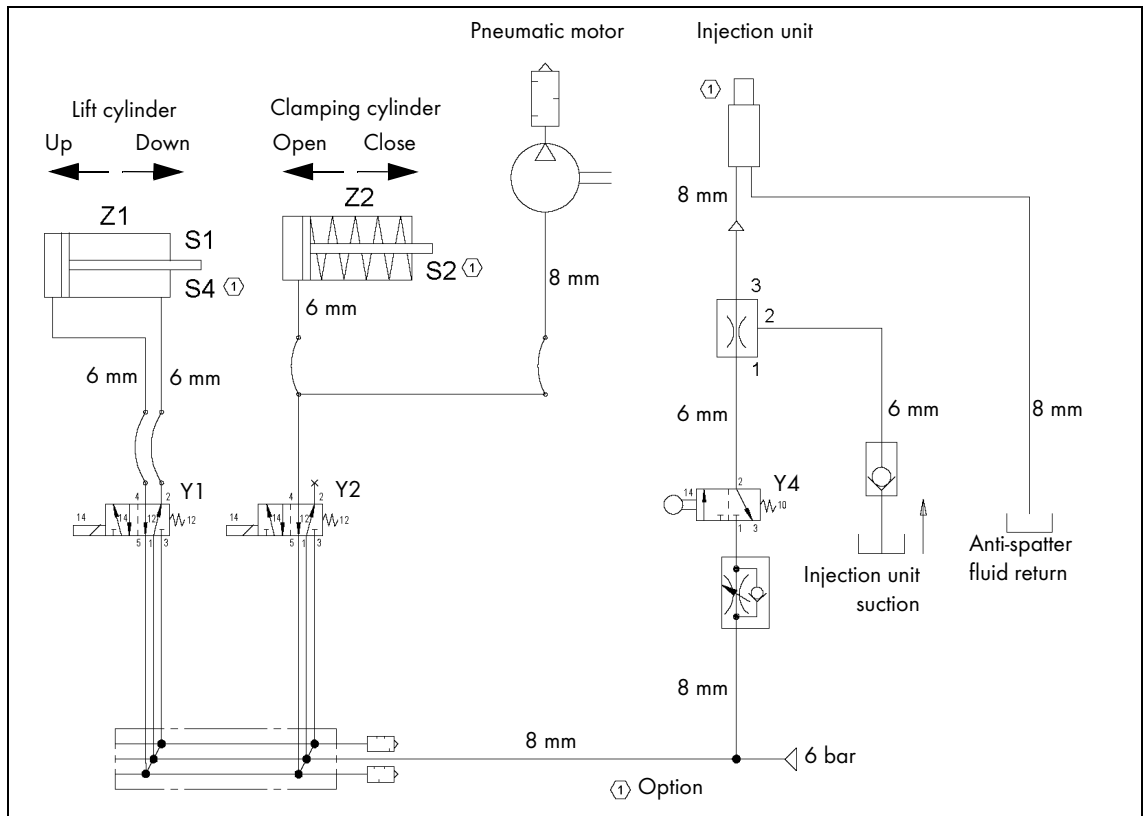 Pneumatic motor
Injection unit
Lift cylinder
Clamping cylinder
Up
Down
Open
Close
1
8 mm
Z1
Z2
S1
S4 1
S2 1
6 mm
8 mm
3
2
1
6 mm
6 mm
6 mm
6 mm
8 mm
Y1
4
2
14
14
12
12
5
1
3
Y2
4
2
14
14
12
12
5
1
3
Y4
14
2
10
1
3
Injection unit
suction
Anti-spatter
fluid return
8 mm
8 mm
6 bar
1 Option